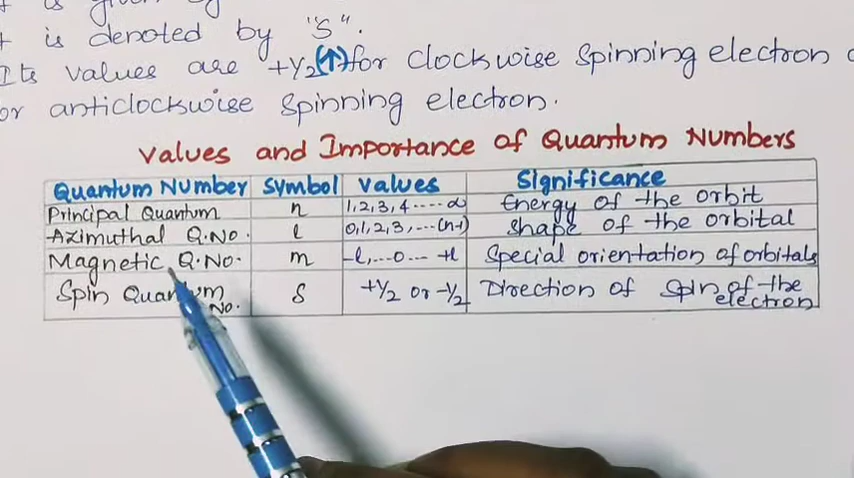 is given by
t is denoted by "S".
Its values are +½(↑) for clockwise spinning electron
or anticlockwise spinning electron.
Values and Importance of Quantum Numbers
Quantum Number Symbol Values Significance
Principal Quantum n 1,2,3,4----∞ Energy of the orbit
Azimuthal Q.No. l 0,1,2,3,---(n-1) shape of the orbital
Magnetic Q.No. m -l,...0... +l Special orientation of orbitals
Spin Quantum No. s +½ or -½ Direction of spin of the electron